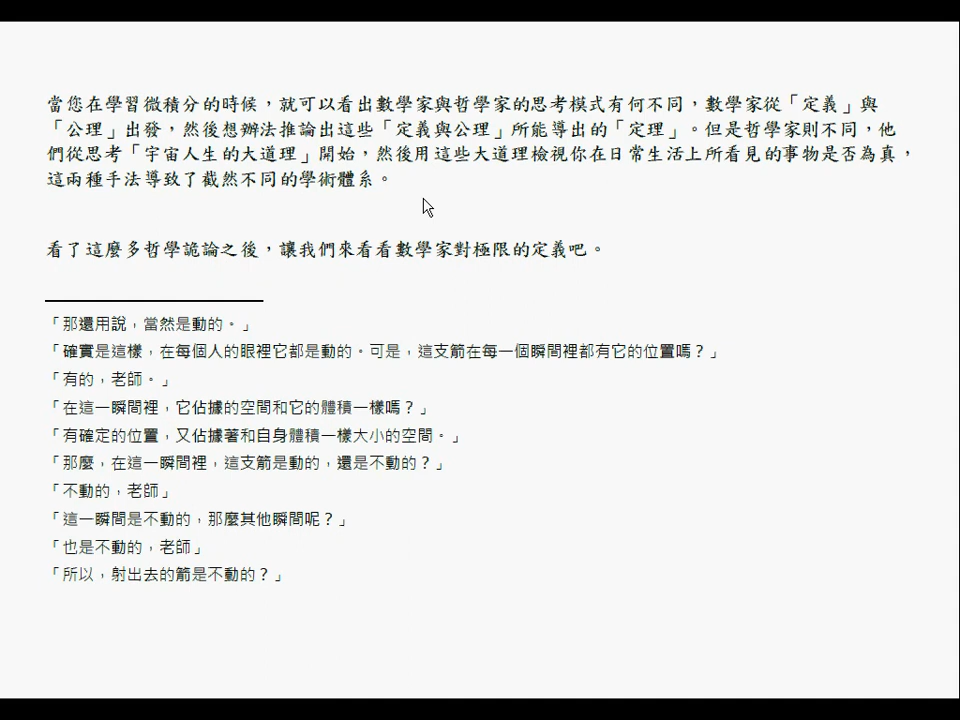 當您在學習微積分的時候，就可以看出數學家與哲學家的思考模式有何不同，數學家從「定義」與
「公理」出發，然後想辦法推論出這些「定義與公理」所能導出的「定理」。但是哲學家則不同，他
們從思考「宇宙人生的大道理」開始，然後用這些大道理檢視你在日常生活上所看見的事物是否為真，
這兩種手法導致了截然不同的學術體系。
看了這麼多哲學詭論之後，讓我們來看看數學家對極限的定義吧。
「那還用說，當然是動的。」
「確實是這樣，在每個人的眼裡它都是動的。可是，這支箭在每一個瞬間裡都有它的位置嗎？」
「有的，老師。」
「在這一瞬間裡，它佔據的空間和它的體積一樣嗎？」
「有確定的位置，又佔據著和自身體積一樣大小的空間。」
「那麼，在這一瞬間裡，這支箭是動的，還是不動的？」
「不動的，老師」
「這一瞬間是不動的，那麼其他瞬間呢？」
「也是不動的，老師」
「所以，射出去的箭是不動的？」